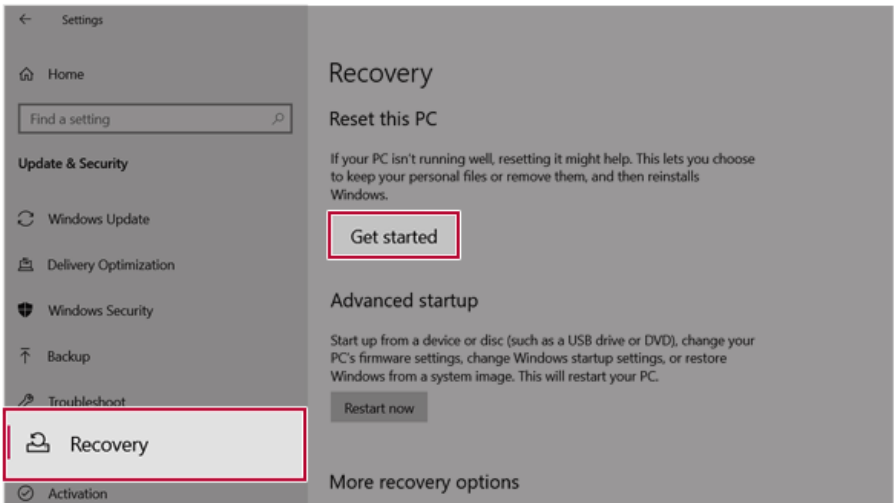 Settings
Home
Find a setting
Update & Security
Windows Update
Delivery Optimization
Windows Security
Backup
Troubleshoot
Recovery
Activation
Recovery
Reset this PC
If your PC isn't running well, resetting it might help. This lets you choose
to keep your personal files or remove them, and then reinstalls
Windows.
Get started
Advanced startup
Start up from a device or disc (such as a USB drive or DVD), change your
PC's firmware settings, change Windows startup settings, or restore
Windows from a system image. This will restart your PC.
Restart now
More recovery options